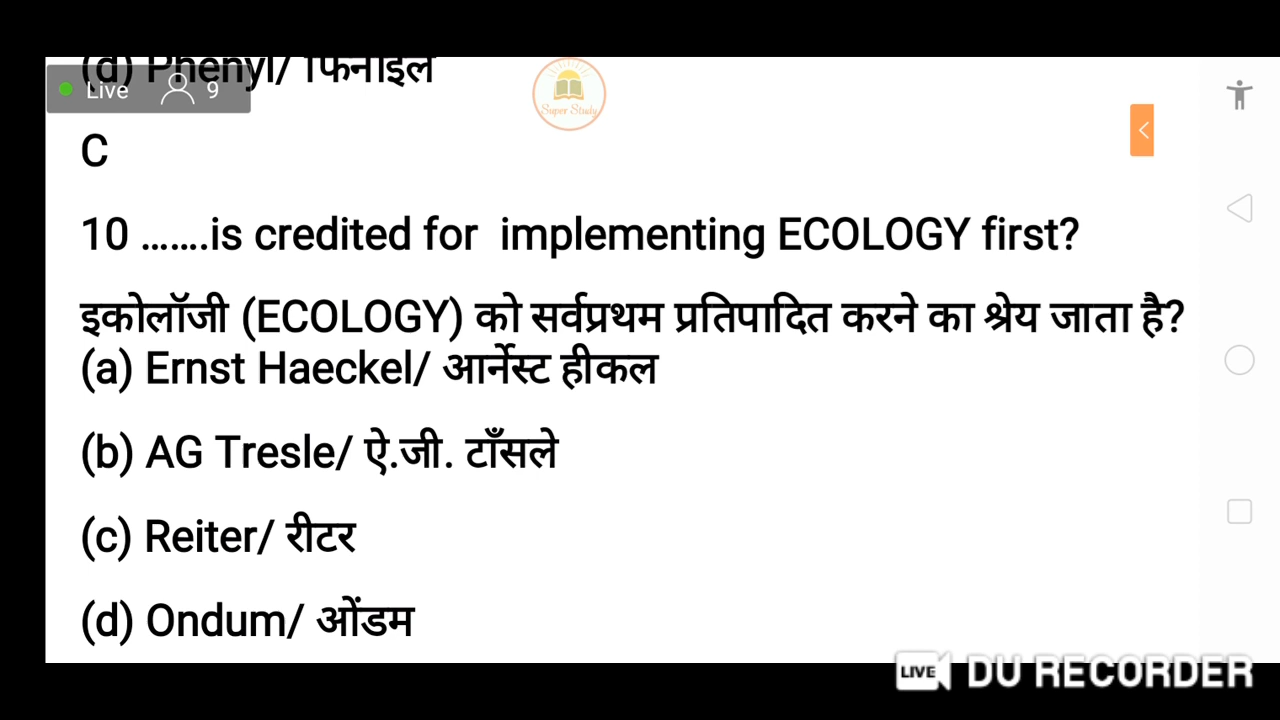 (d) Phenyl/ फिनाइल
Live 9
Super Study
C
10 .......is credited for implementing ECOLOGY first?
इकोलॉजी (ECOLOGY) को सर्वप्रथम प्रतिपादित करने का श्रेय जाता है?
(a) Ernst Haeckel/ आर्नेस्ट हीकल
(b) AG Tresle/ ऐ.जी. टाँसले
(c) Reiter/ रीटर
(d) Ondum/ ओंडम
LIVE DU RECORDER